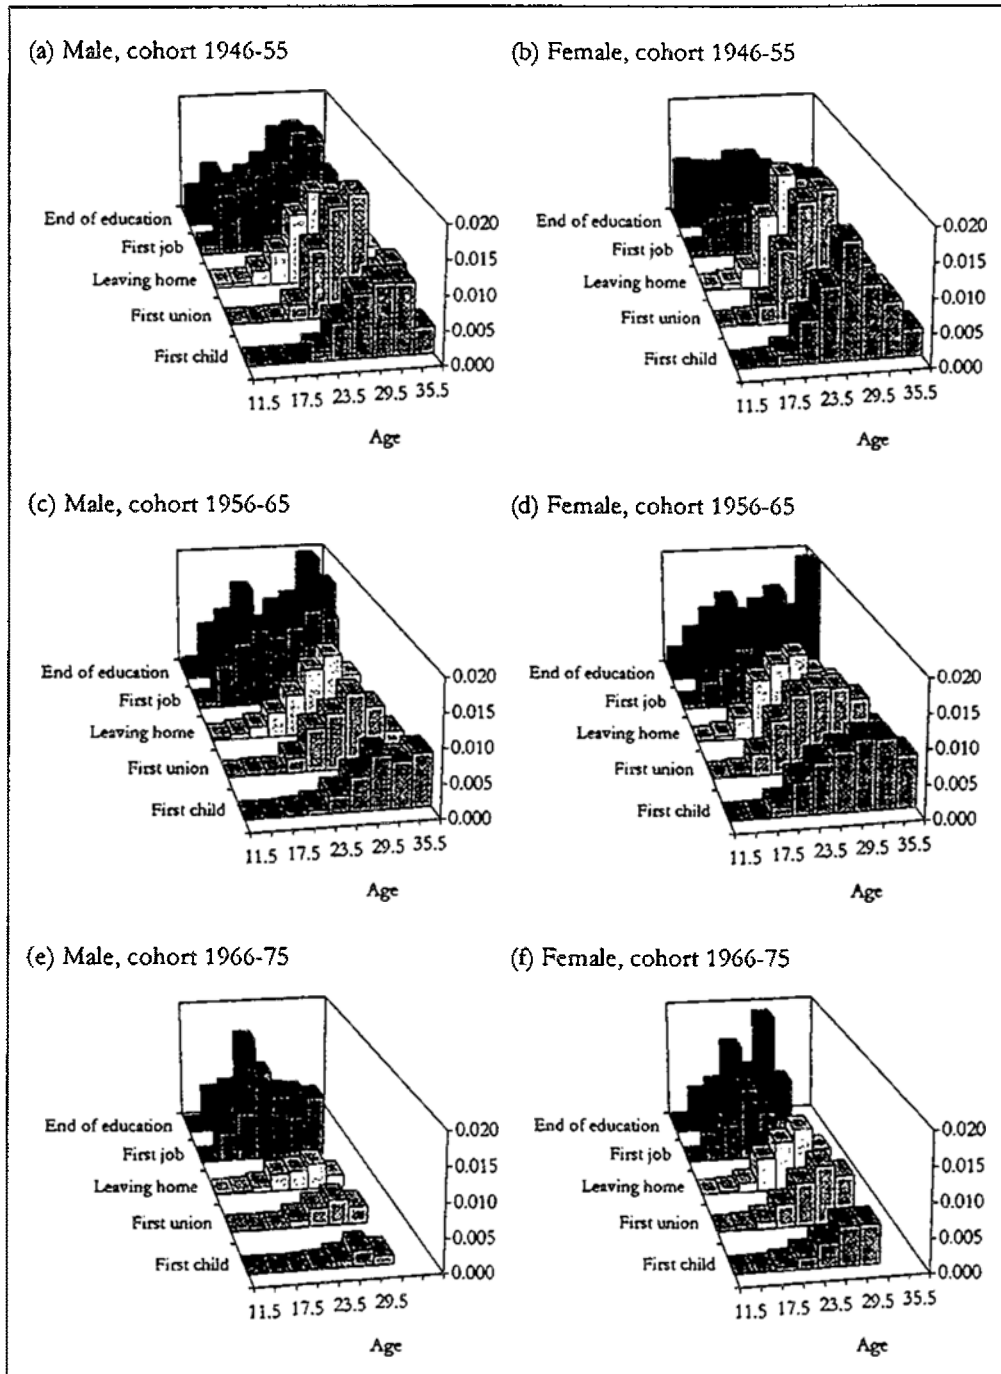 (a) Male, cohort 1946-55
End of education
First job
Leaving home
First union
First child
0.020
0.015
0.010
0.005
0.000
11.5 17.5 23.5 29.5 35.5
Age
(b) Female, cohort 1946-55
End of education
First job
Leaving home
First union
First child
0.020
0.015
0.010
0.005
0.000
11.5 17.5 23.5 29.5 35.5
Age
(c) Male, cohort 1956-65
End of education
First job
Leaving home
First union
First child
0.020
0.015
0.010
0.005
0.000
11.5 17.5 23.5 29.5 35.5
Age
(d) Female, cohort 1956-65
End of education
First job
Leaving home
First union
First child
0.020
0.015
0.010
0.005
0.000
11.5 17.5 23.5 29.5 35.5
Age
(e) Male, cohort 1966-75
End of education
First job
Leaving home
First union
First child
0.020
0.015
0.010
0.005
0.000
11.5 17.5 23.5 29.5
Age
(f) Female, cohort 1966-75
End of education
First job
Leaving home
First union
First child
0.020
0.015
0.010
0.005
0.000
11.5 17.5 23.5 29.5 35.5
Age